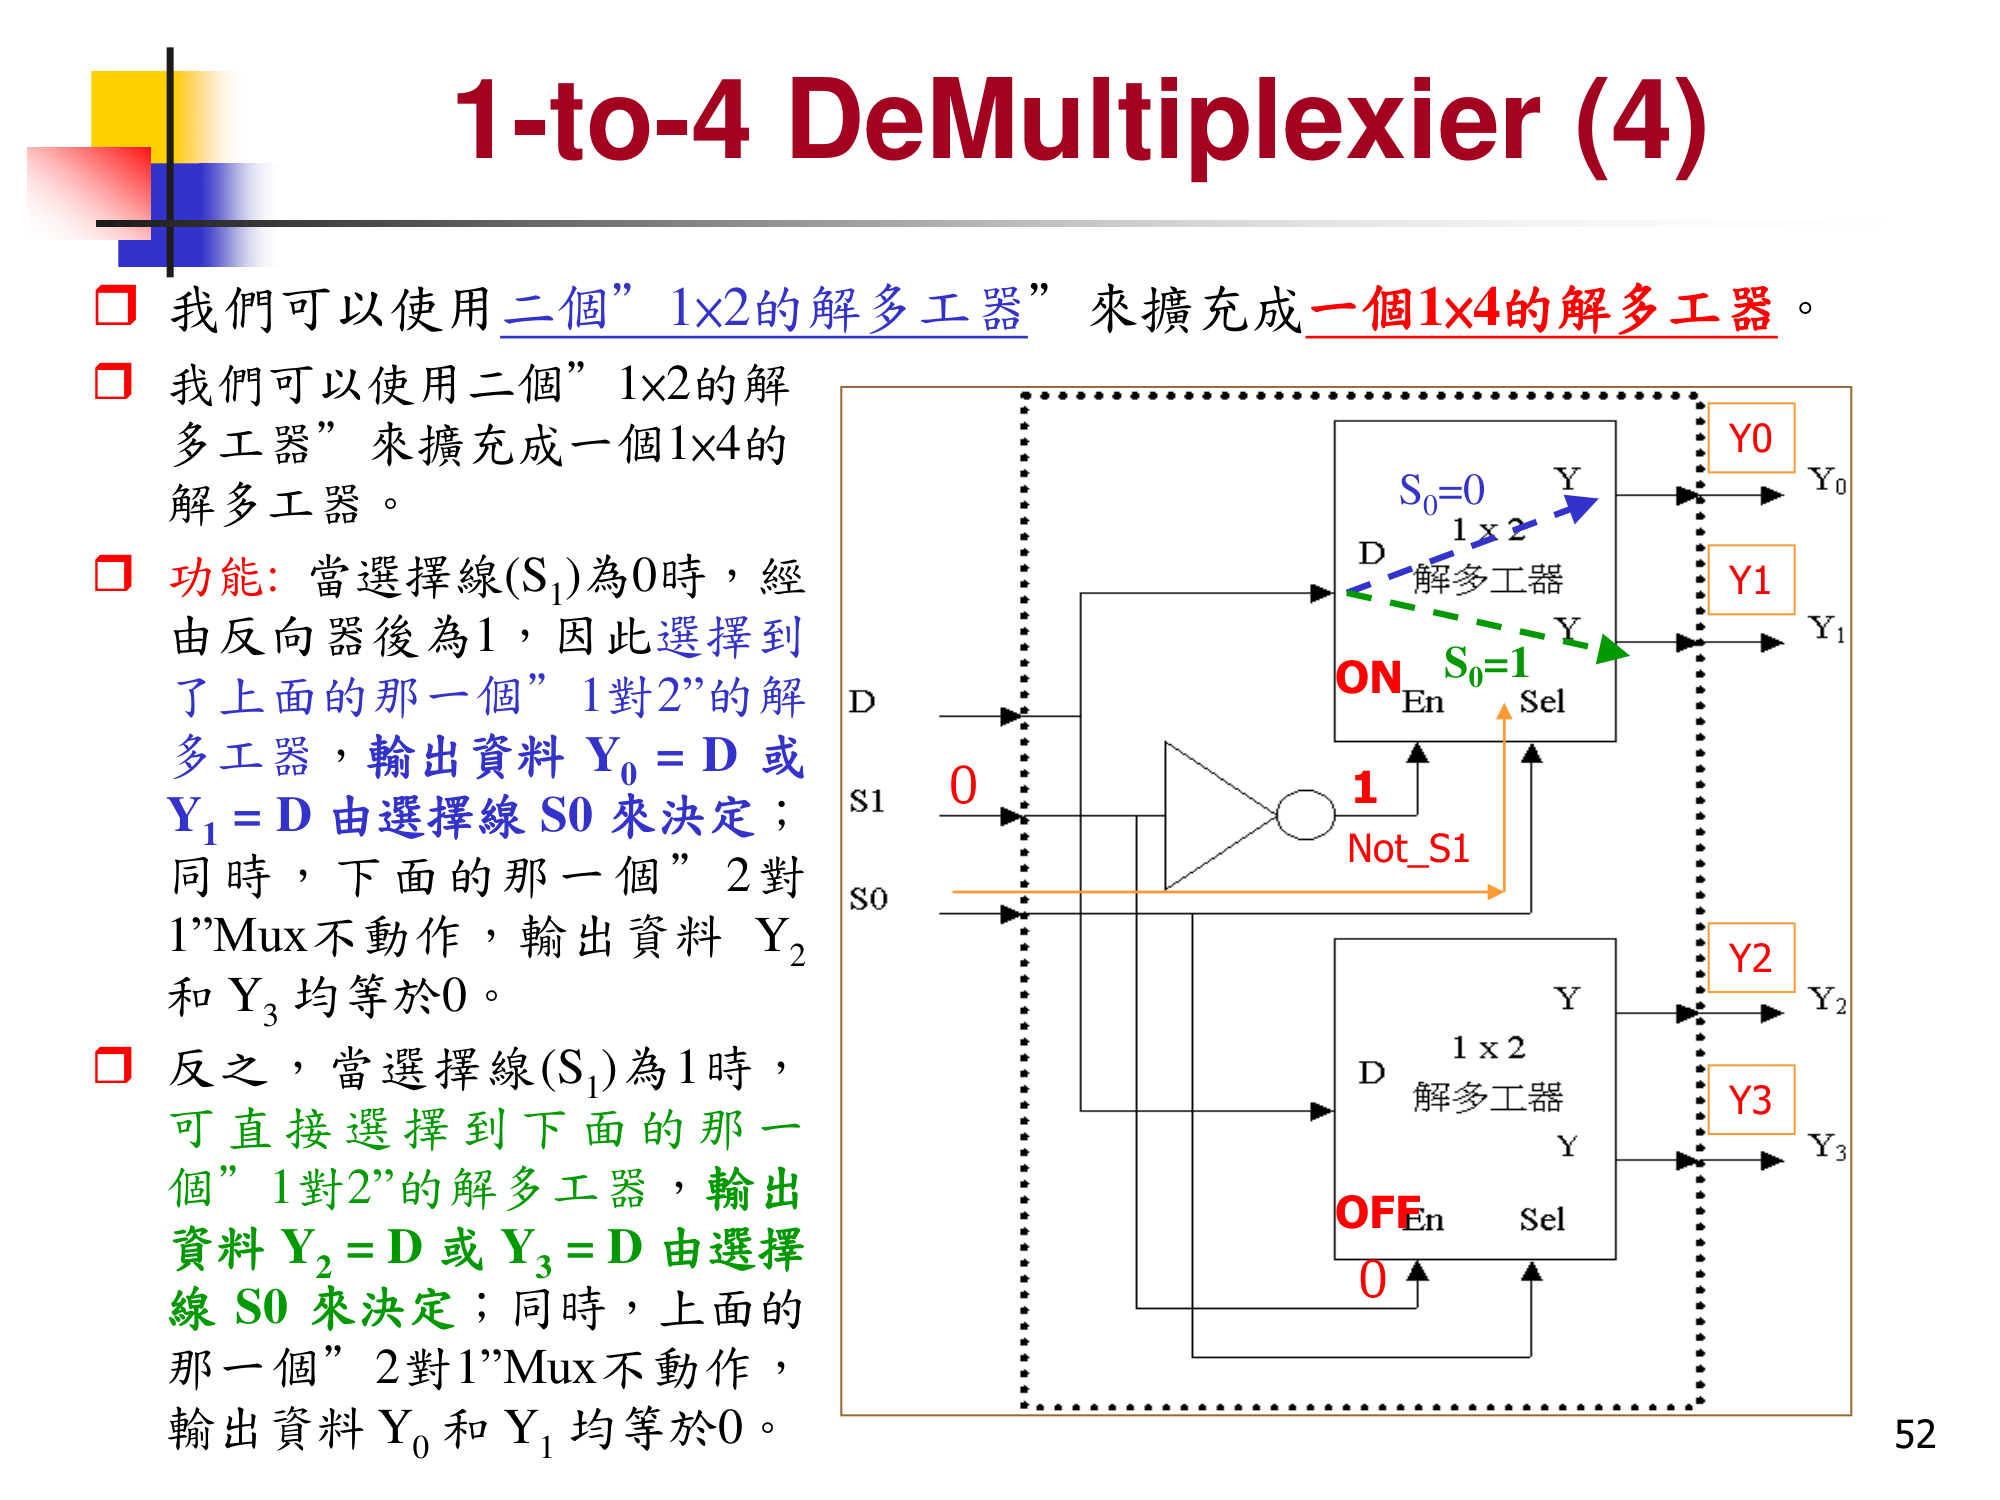 1-to-4 DeMultiplexier (4)
我們可以使用二個”1x2的解多工器”來擴充成一個1x4的解多工器。
我們可以使用二個”1x2的解
多工器”來擴充成一個1x4的
解多工器。
功能: 當選擇線(S1)為0時，經
由反向器後為1，因此選擇到
了上面的那一個”1對2”的解
多工器，輸出資料 Y0 = D 或
Y1 = D 由選擇線 S0 來決定；
同時，下面的那一個”2對
1”Mux不動作，輸出資料 Y2
和 Y3 均等於0。
反之，當選擇線(S1)為1時，
可直接選擇到下面的那一
個”1對2”的解多工器，輸出
資料 Y2 = D 或 Y3 = D 由選擇
線 S0 來決定；同時，上面的
那一個”2對1”Mux不動作，
輸出資料 Y0 和 Y1 均等於0。
Y0
S0=0
Y
Y0
1 x 2
D
解多工器
Y1
Y
Y1
S0=1
ON
En
Sel
D
0
1
S1
Not_S1
S0
Y2
Y
Y2
1 x 2
D
解多工器
Y3
Y
Y3
OFF
En
Sel
0
52